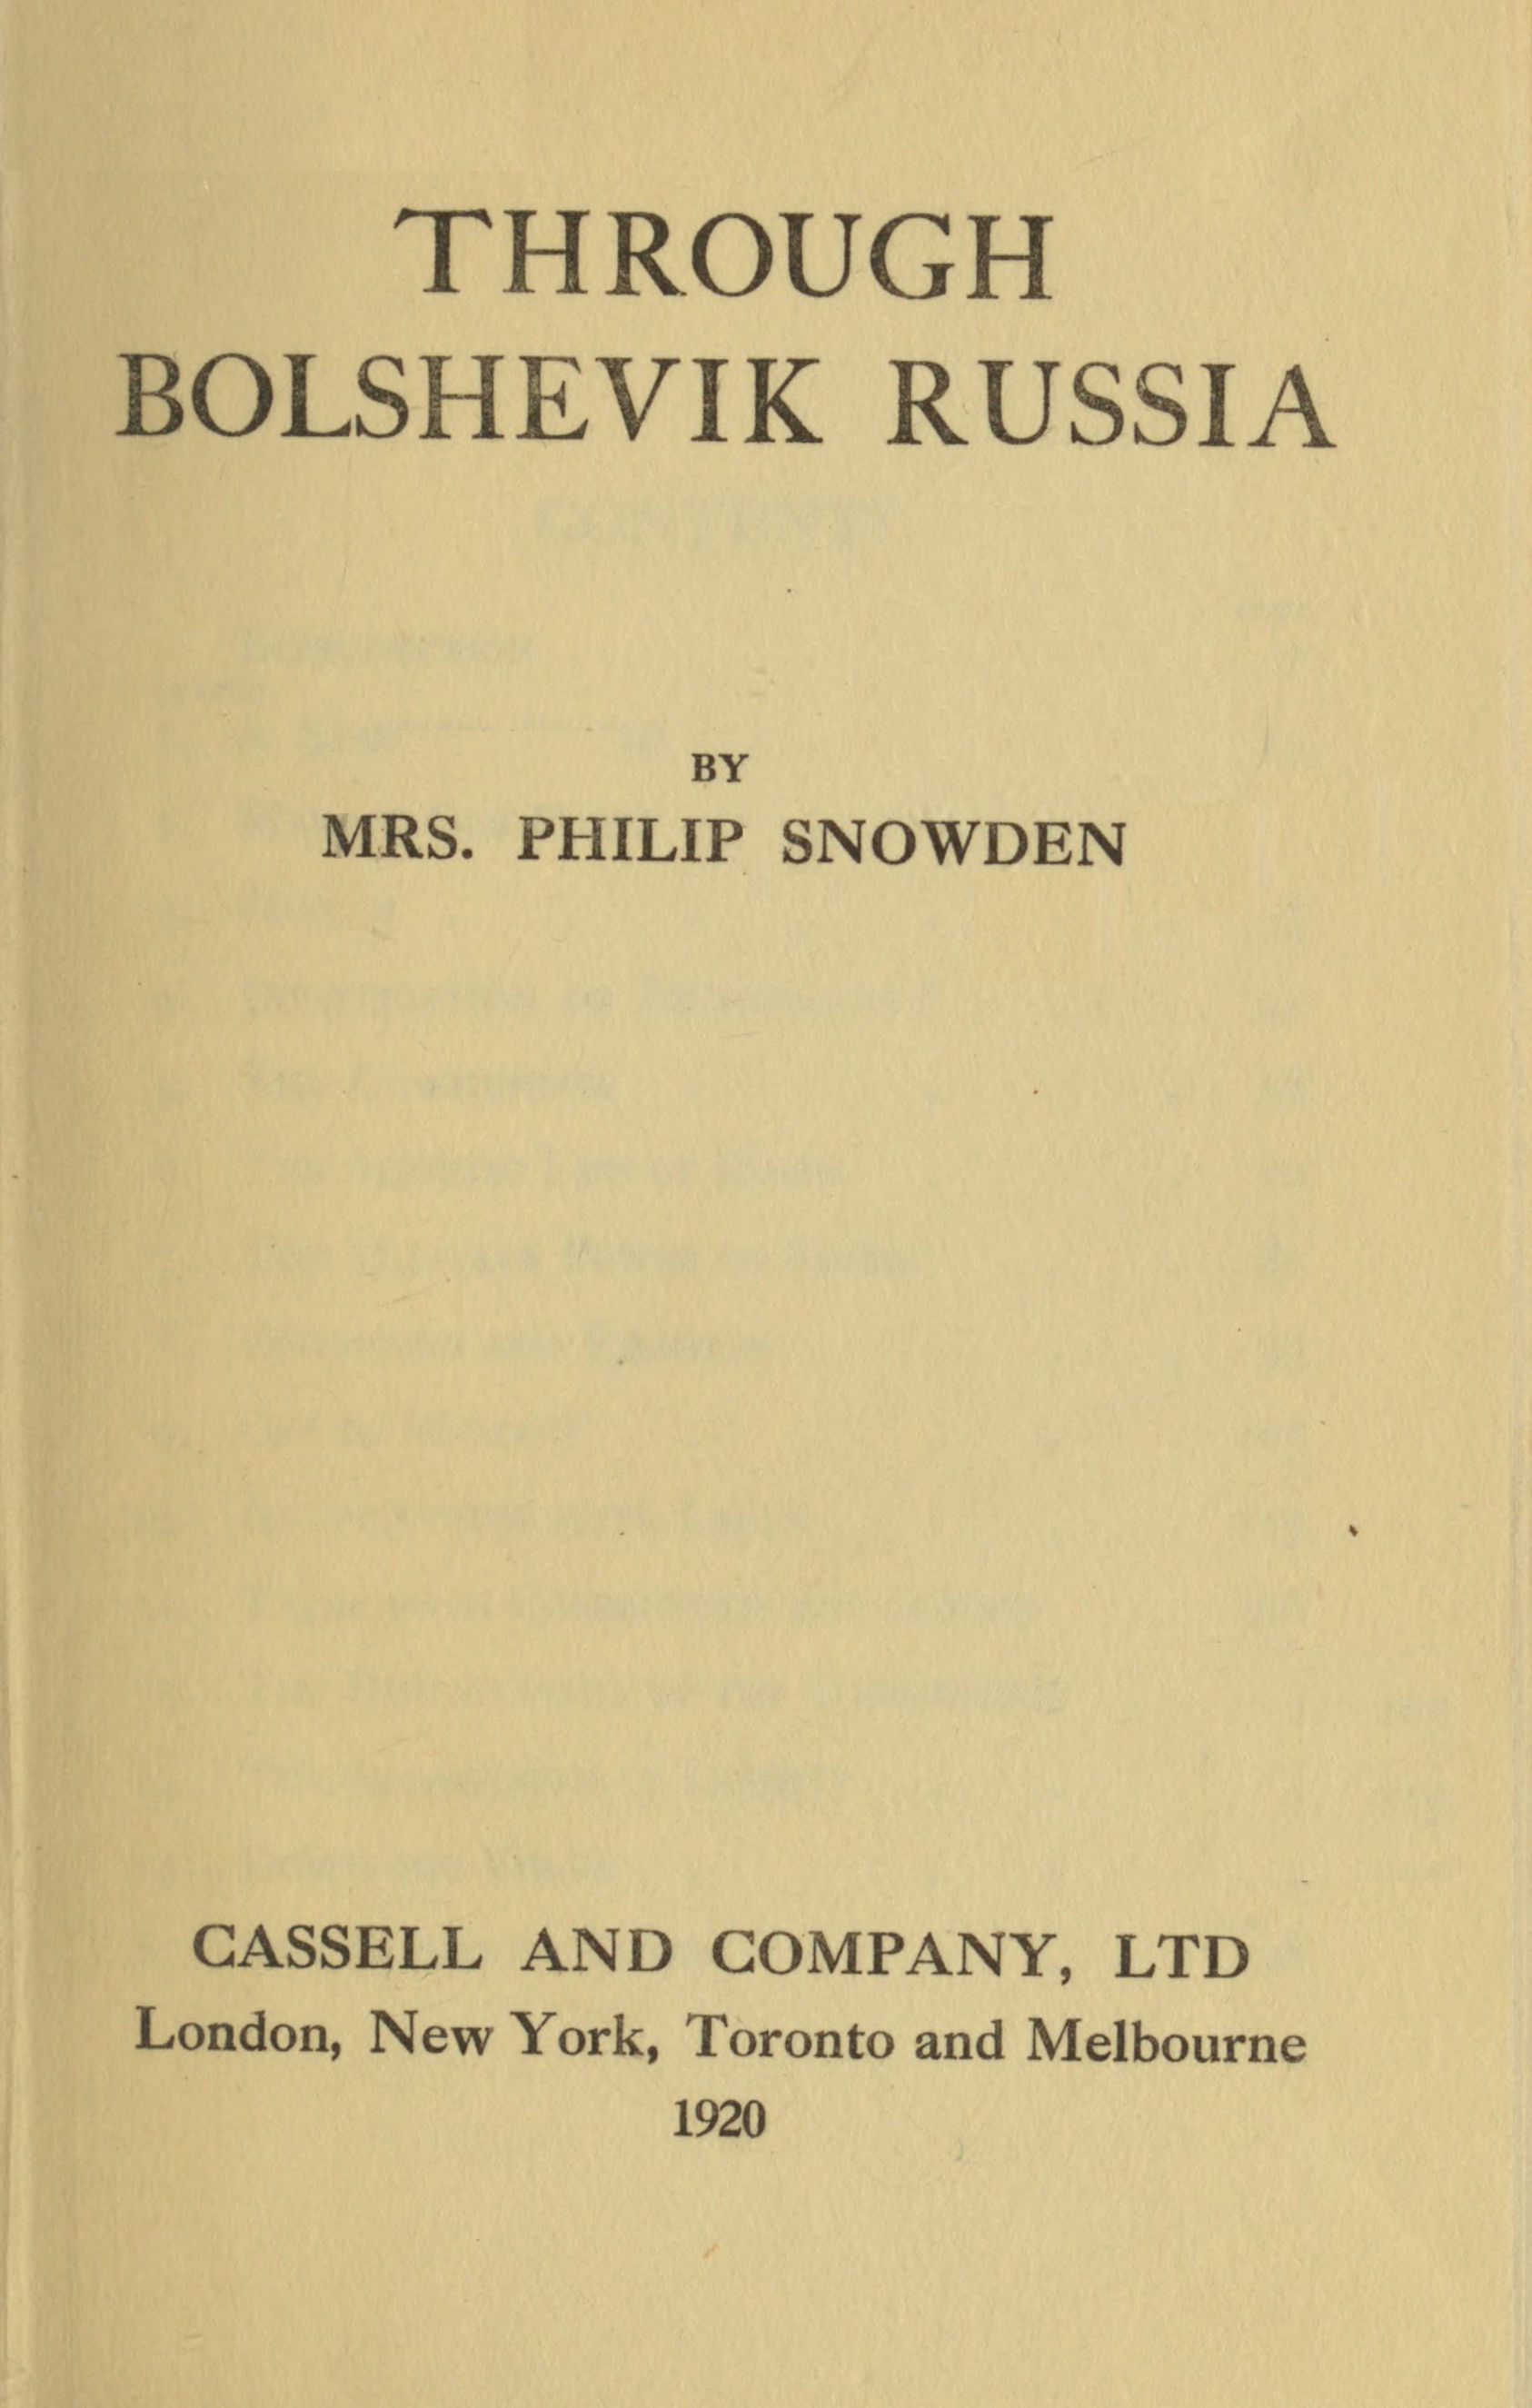 THROUGH
BOLSHEVIK RUSSIA
BY
MRS. PHILIP SNOWDEN
CASSELL AND COMPANY, LTD
London, New York, Toronto and Melbourne
1920